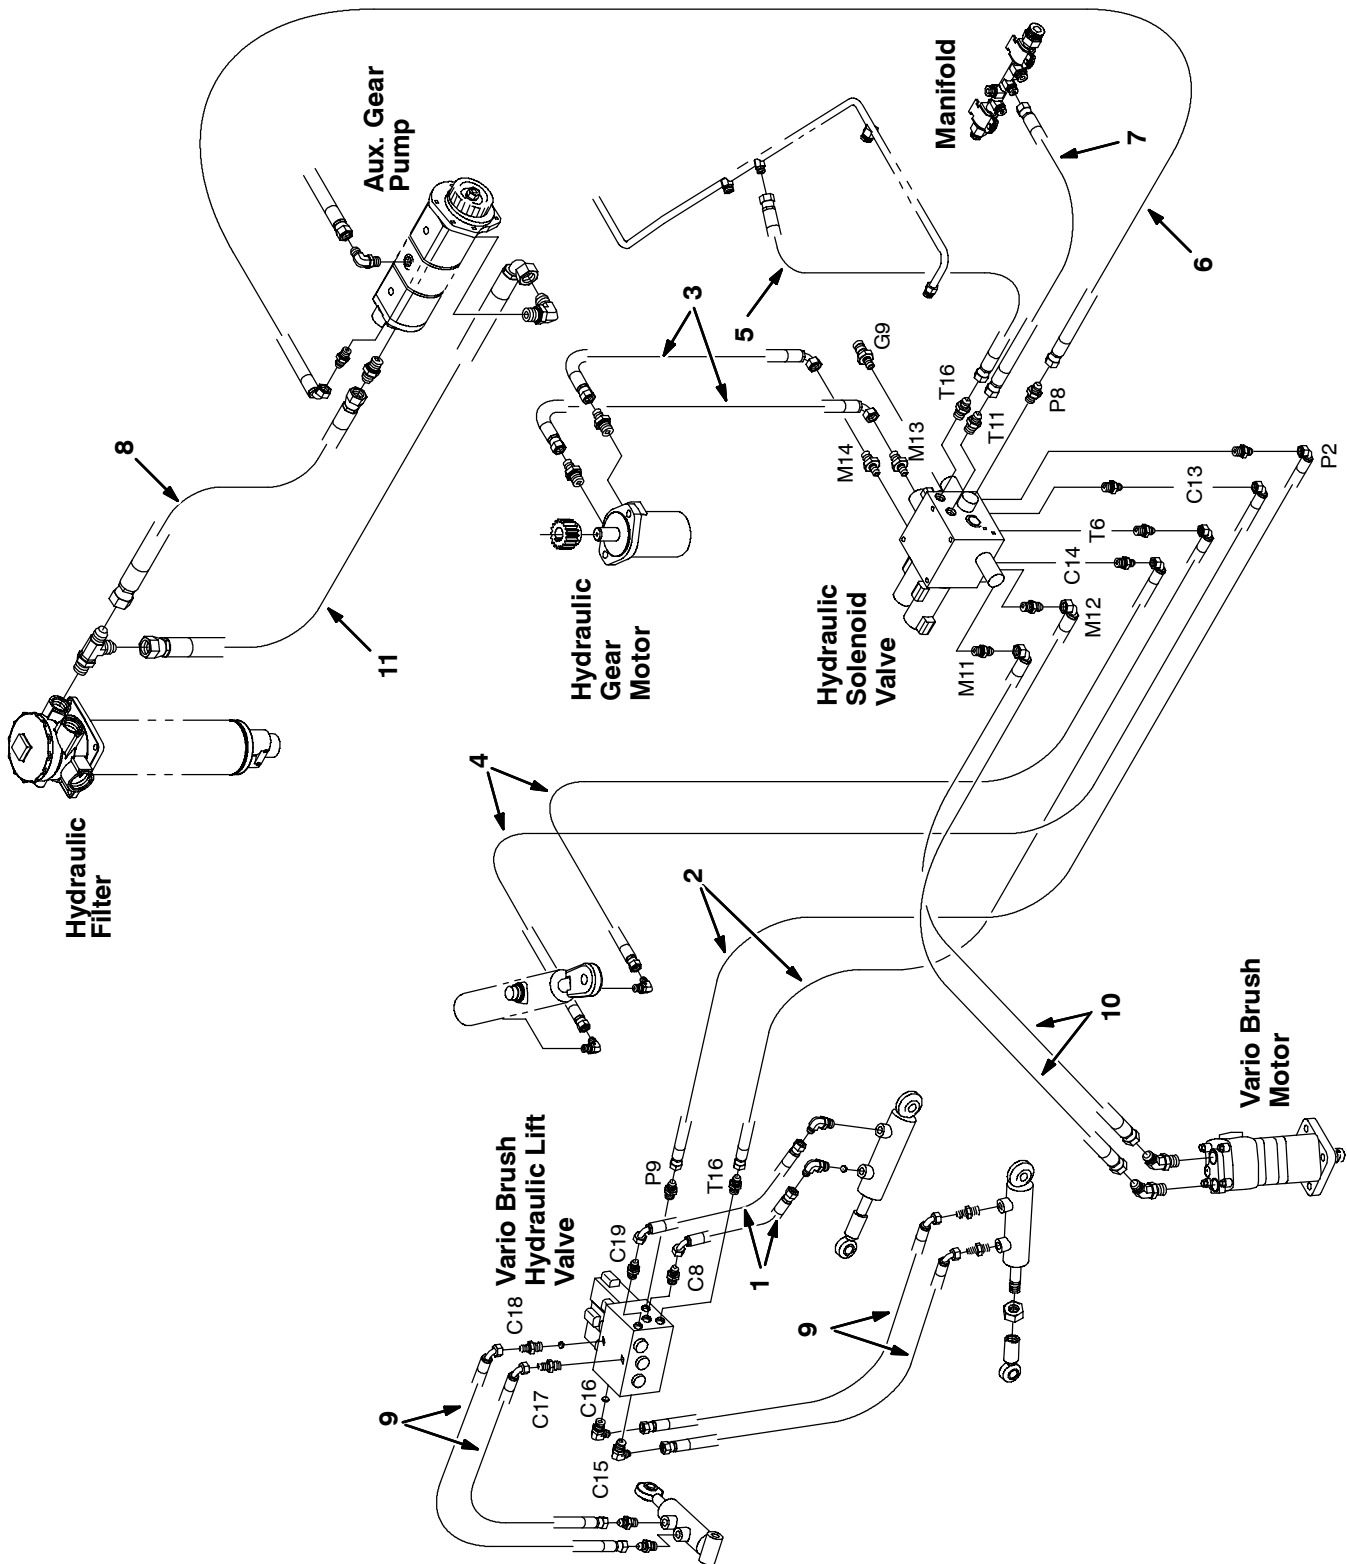 Hydraulic
Filter
8
11
Aux. Gear
Pump
Manifold
7
6
5
3
G9
M14
M13
T16
T11
P8
Hydraulic
Gear
Motor
Hydraulic
Solenoid
Valve
M11
M12
C14
T6
C13
P2
4
2
10
Vario Brush
Hydraulic Lift
Valve
P9
T16
C19
C8
1
C18
C17
C16
C15
9
9
Vario Brush
Motor